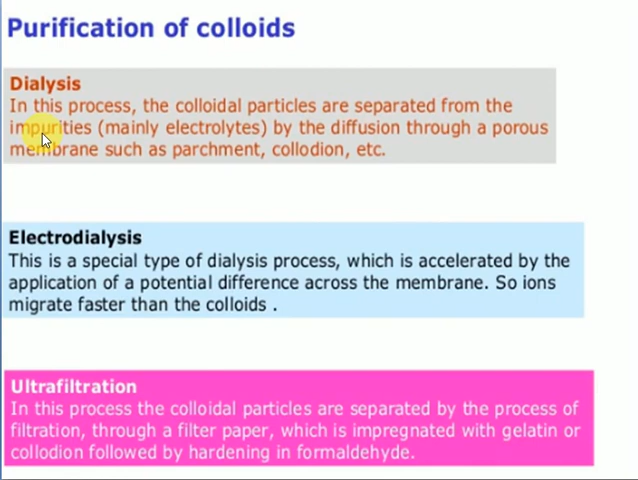 Purification of colloids
Dialysis
In this process, the colloidal particles are separated from the
impurities (mainly electrolytes) by the diffusion through a porous
membrane such as parchment, collodion, etc.
Electrodialysis
This is a special type of dialysis process, which is accelerated by the
application of a potential difference across the membrane. So ions
migrate faster than the colloids .
Ultrafiltration
In this process the colloidal particles are separated by the process of
filtration, through a filter paper, which is impregnated with gelatin or
collodion followed by hardening in formaldehyde.